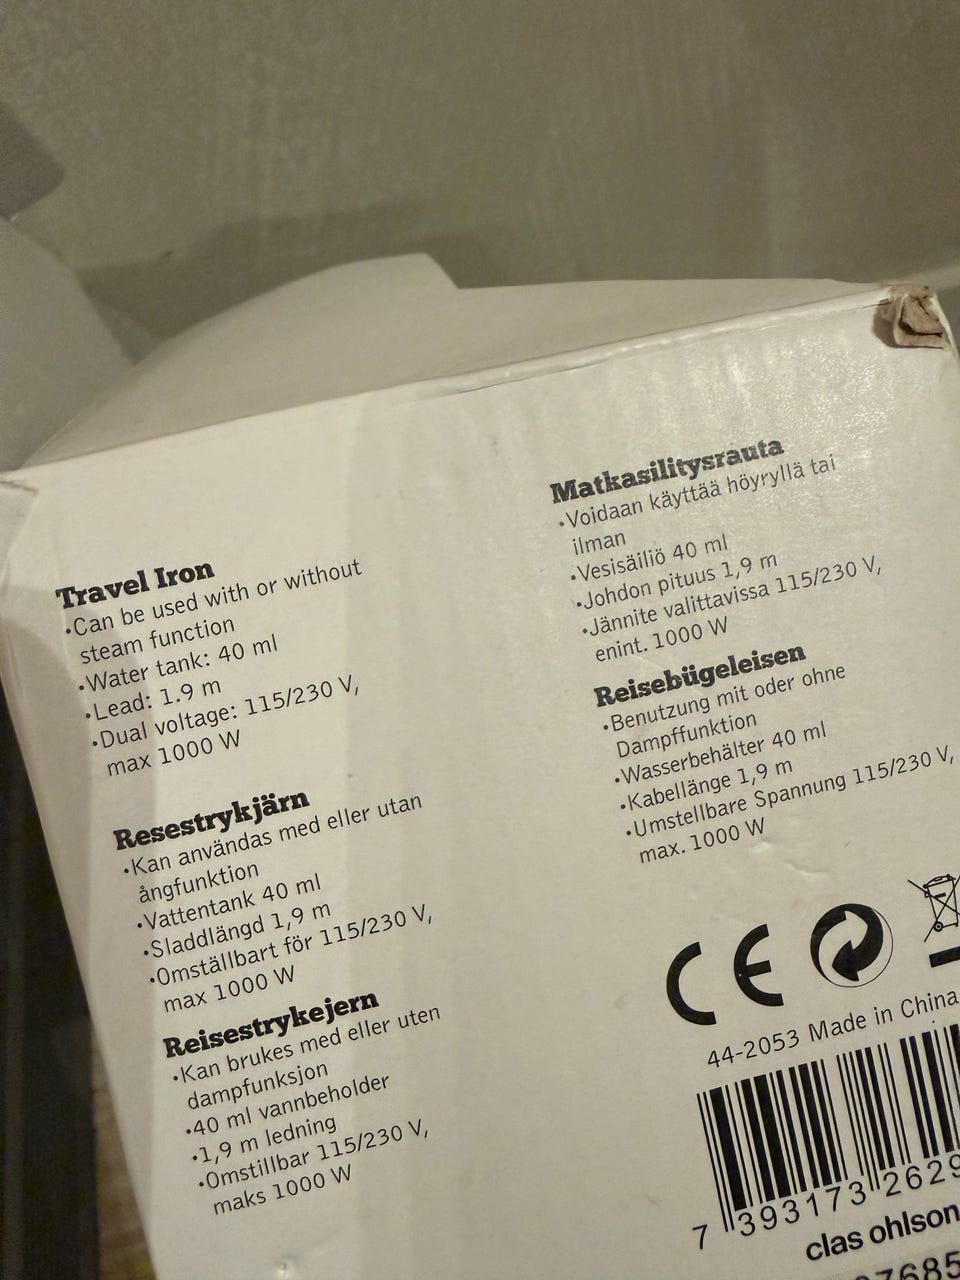 Travel Iron
•Can be used with or without
steam function
•Water tank: 40 ml
•Lead: 1.9 m
•Dual voltage: 115/230 V,
max 1000 W
Resestrykjärn
•Kan användas med eller utan
ångfunktion
•Vattentank 40 ml
•Sladdlängd 1,9 m
•Omställbart för 115/230 V,
max 1000 W
Reisestrykejern
•Kan brukes med eller uten
dampfunksjon
•40 ml vannbeholder
•1,9 m ledning
•Omstillbar 115/230 V,
maks 1000 W
Matkasilitysrauta
•Voidaan käyttää höyryllä tai
ilman
•Vesisäiliö 40 ml
•Johdon pituus 1,9 m
•Jännite valittavissa 115/230 V,
enint. 1000 W
Reisebügeleisen
•Benutzung mit oder ohne
Dampffunktion
•Wasserbehälter 40 ml
•Kabellänge 1,9 m
•Umstellbare Spannung 115/230 V,
max. 1000 W
CE
44-2053 Made in China
7 393173 2629
clas ohlson